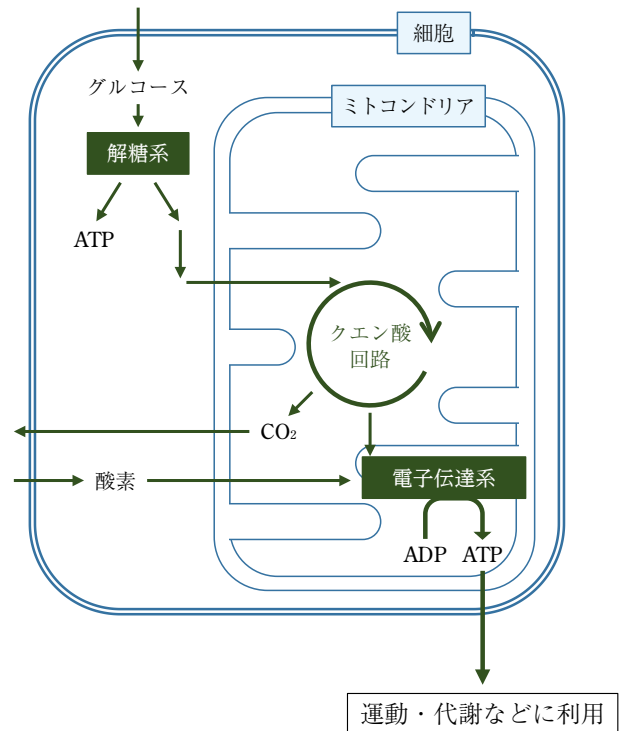 細胞
グルコース
ミトコンドリア
解糖系
ATP
クエン酸
回路
CO₂
酸素
電子伝達系
ADP ATP
運動・代謝などに利用